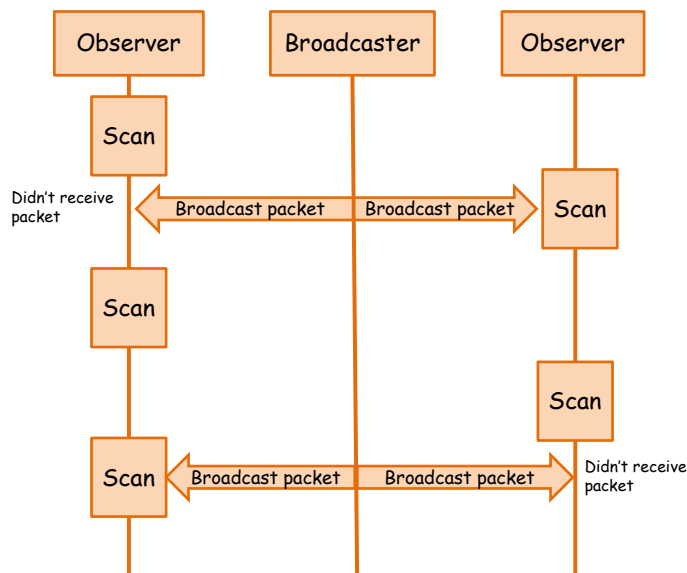 Observer
Broadcaster
Observer
Scan
Didn't receive
packet
Broadcast packet
Broadcast packet
Scan
Scan
Scan
Scan
Broadcast packet
Broadcast packet
Didn't receive
packet